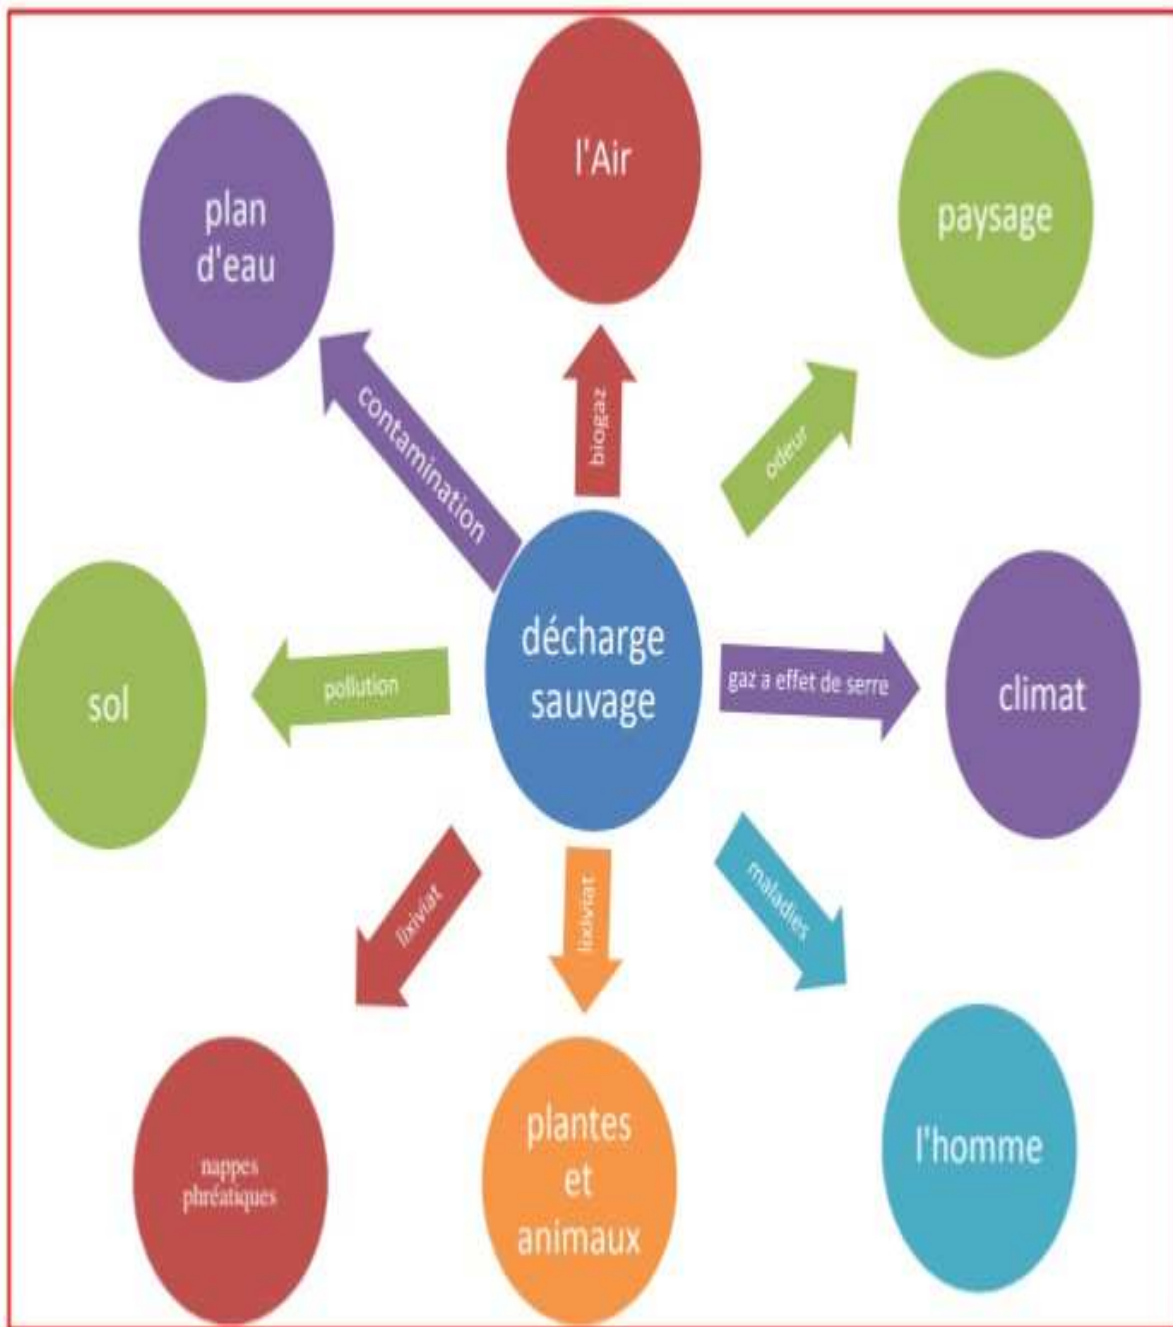 l'Air
plan
d'eau
paysage
contamination
biogaz
odeur
décharge
sauvage
sol
pollution
gaz a effet de serre
climat
lixiviat
lixiviat
maladies
nappes
phréatiques
plantes
et
animaux
l'homme